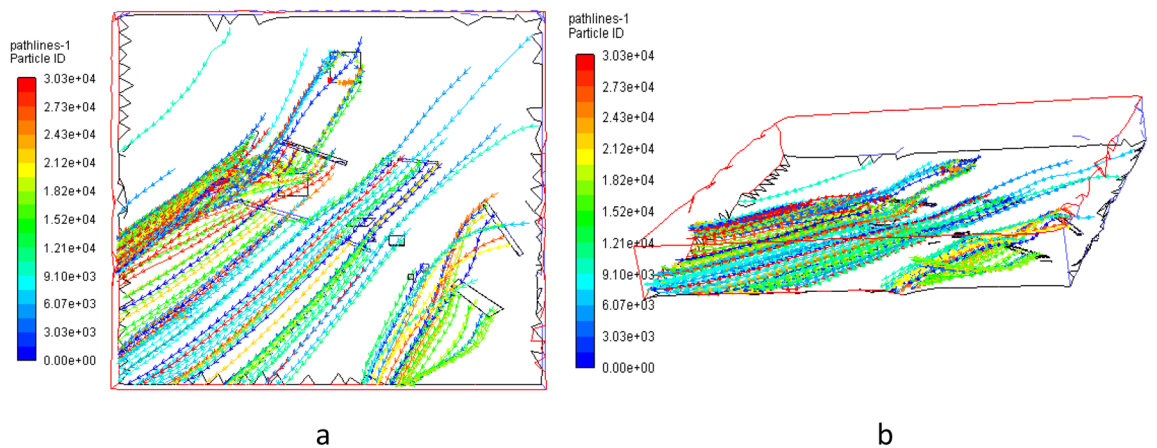 pathlines-1
Particle ID
3.03e+04
2.73e+04
2.43e+04
2.12e+04
1.82e+04
1.52e+04
1.21e+04
9.10e+03
6.07e+03
3.03e+03
0.00e+00
a
pathlines-1
Particle ID
3.03e+04
2.73e+04
2.43e+04
2.12e+04
1.82e+04
1.52e+04
1.21e+04
9.10e+03
6.07e+03
3.03e+03
0.00e+00
b